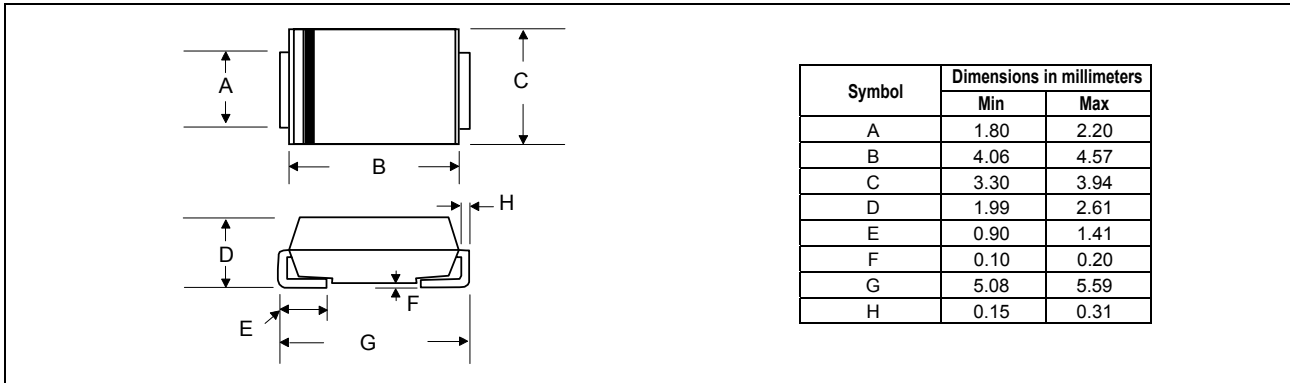 A
C
B
H
D
F
E
G
Symbol Dimensions in millimeters
Min Max
A 1.80 2.20
B 4.06 4.57
C 3.30 3.94
D 1.99 2.61
E 0.90 1.41
F 0.10 0.20
G 5.08 5.59
H 0.15 0.31